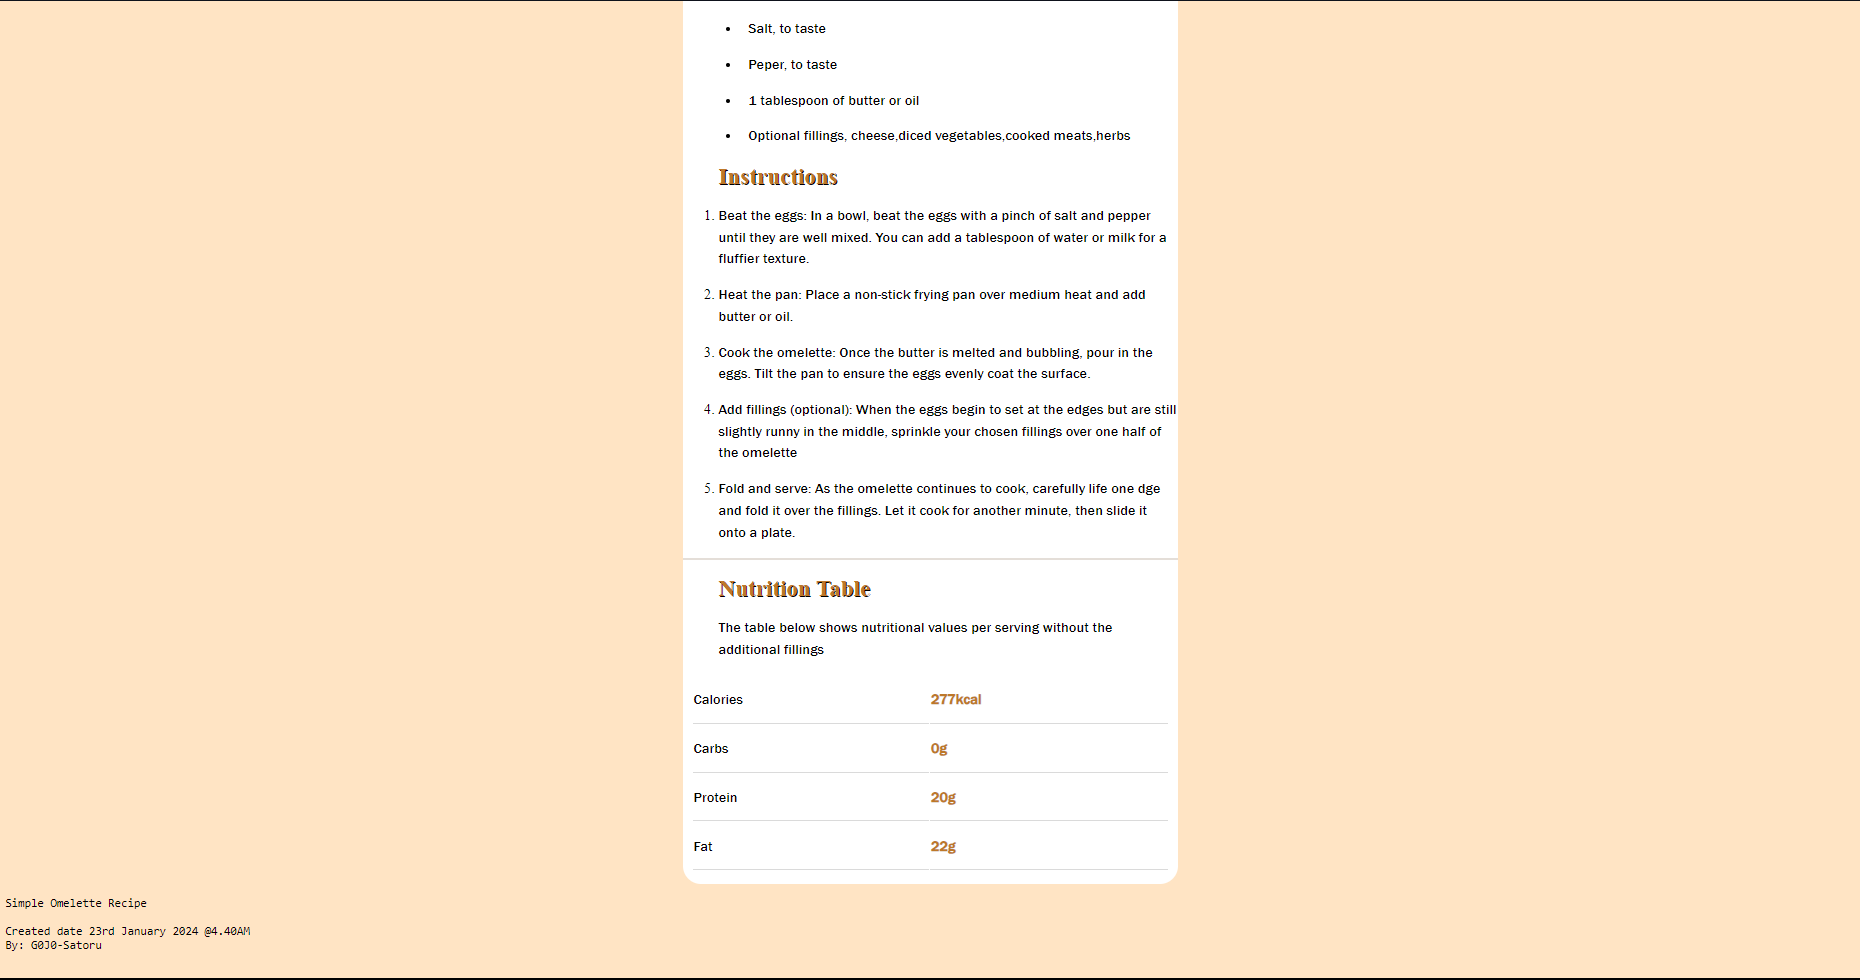 • Salt, to taste
• Peper, to taste
• 1 tablespoon of butter or oil
• Optional fillings, cheese,diced vegetables,cooked meats,herbs
Instructions
1. Beat the eggs: In a bowl, beat the eggs with a pinch of salt and pepper
until they are well mixed. You can add a tablespoon of water or milk for a
fluffier texture.
2. Heat the pan: Place a non-stick frying pan over medium heat and add
butter or oil.
3. Cook the omelette: Once the butter is melted and bubbling, pour in the
eggs. Tilt the pan to ensure the eggs evenly coat the surface.
4. Add fillings (optional): When the eggs begin to set at the edges but are still
slightly runny in the middle, sprinkle your chosen fillings over one half of
the omelette
5. Fold and serve: As the omelette continues to cook, carefully life one dge
and fold it over the fillings. Let it cook for another minute, then slide it
onto a plate.
Nutrition Table
The table below shows nutritional values per serving without the
additional fillings
Calories 277kcal
Carbs 0g
Protein 20g
Fat 22g
Simple Omelette Recipe
Created date 23rd January 2024 @4.40AM
By: G0J0-Satoru